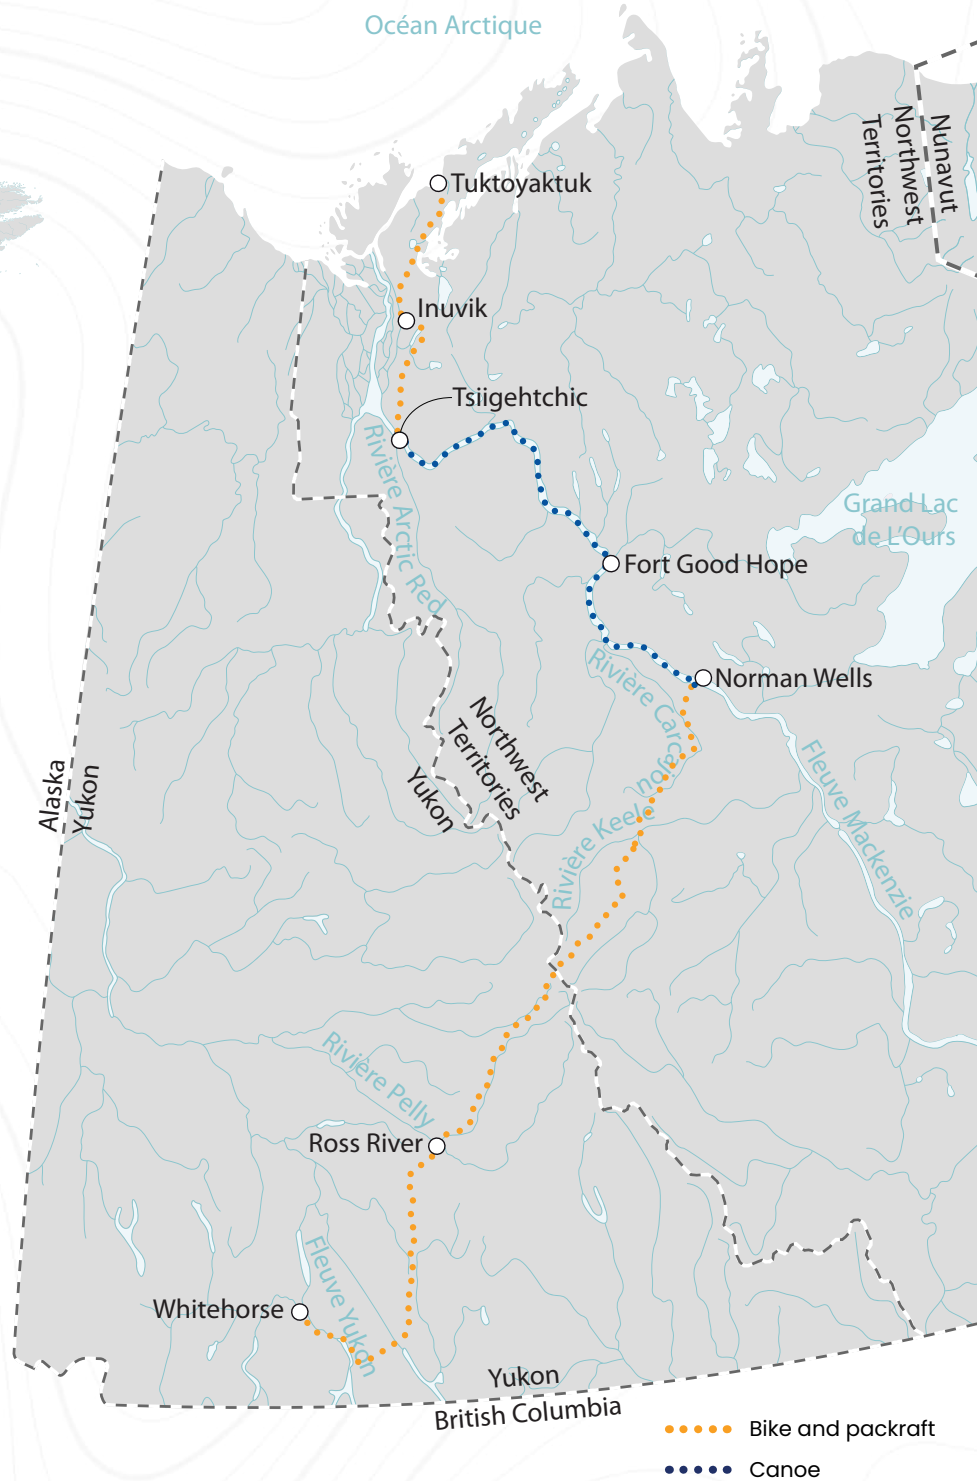 Océan Arctique
Nunavut
Northwest
Territories
Tuktoyaktuk
Inuvik
Tsiigehtchic
Rivière Arctic Red
Grand Lac
de L'Ours
Fort Good Hope
Rivière Carcajou
Norman Wells
Northwest
Territories
Yukon
Alaska
Yukon
Rivière Keele
Fleuve Mackenzie
Rivière Pelly
Ross River
Fleuve Yukon
Whitehorse
Yukon
British Columbia
Bike and packraft
Canoe